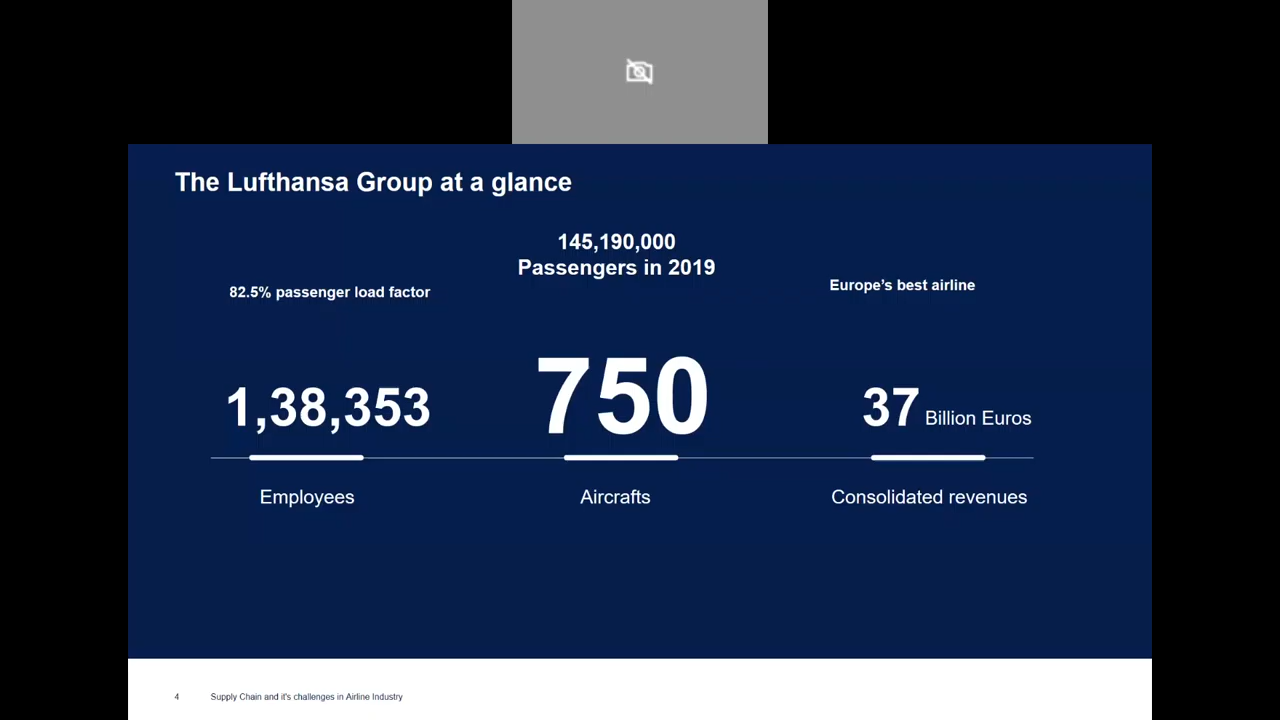 The Lufthansa Group at a glance
145,190,000
Passengers in 2019
82.5% passenger load factor
Europe’s best airline
1,38,353
750
37 Billion Euros
Employees
Aircrafts
Consolidated revenues
4 Supply Chain and it's challenges in Airline Industry